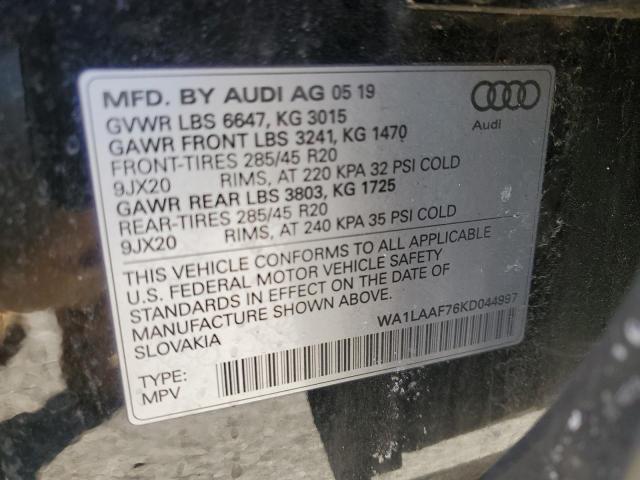 MFD. BY AUDI AG 05 19
GVWR LBS 6647, KG 3015
GAWR FRONT LBS 3241, KG 1470
FRONT-TIRES 285/45 R20
9JX20 RIMS, AT 220 KPA 32 PSI COLD
GAWR REAR LBS 3803, KG 1725
REAR-TIRES 285/45 R20
9JX20 RIMS, AT 240 KPA 35 PSI COLD
Audi
THIS VEHICLE CONFORMS TO ALL APPLICABLE
U.S. FEDERAL MOTOR VEHICLE SAFETY
STANDARDS IN EFFECT ON THE DATE OF
MANUFACTURE SHOWN ABOVE.
SLOVAKIA
WA1LAAF76KD044997
TYPE:
MPV